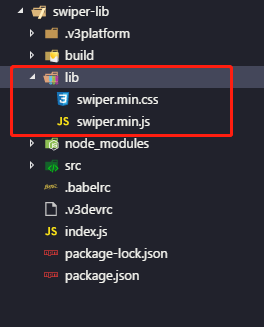 swiper-lib
.v3platform
build
lib
swiper.min.css
JS swiper.min.js
node_modules
src
.babelrc
.v3devrc
JS index.js
package-lock.json
package.json